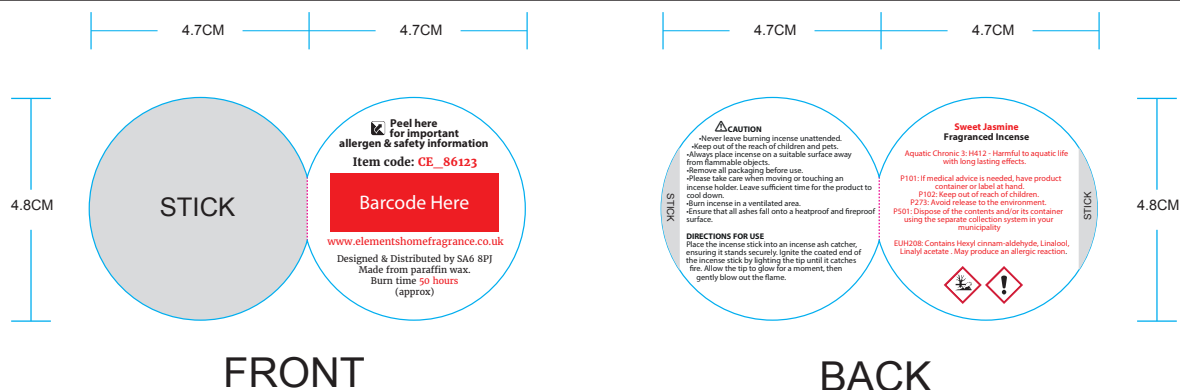 4.7CM
4.7CM
4.8CM
STICK
Peel here
for important
allergen & safety information
Item code: CE_86123
Barcode Here
www.elementshomefragrance.co.uk
Designed & Distributed by SA6 8PJ
Made from paraffin wax.
Burn time 50 hours
(approx)
FRONT
4.7CM
4.7CM
STICK
CAUTION
•Never leave burning incense unattended.
•Keep out of the reach of children and pets.
•Always place incense on a suitable surface away
from flammable objects.
•Remove all packaging before use.
•Please take care when moving or touching an
incense holder. Leave sufficient time for the product to
cool down.
•Burn incense in a ventilated area.
•Ensure that all ashes fall onto a heatproof and fireproof
surface.
DIRECTIONS FOR USE
Place the incense stick into an incense ash catcher,
ensuring it stands securely. Ignite the coated end of
the incense stick by lighting the tip until it catches
fire. Allow the tip to glow for a moment, then
gently blow out the flame.
Sweet Jasmine
Fragranced Incense
Aquatic Chronic 3: H412 - Harmful to aquatic life
with long lasting effects.
P101: If medical advice is needed, have product
container or label at hand.
P102: Keep out of reach of children.
P273: Avoid release to the environment.
P501: Dispose of the contents and/or its container
using the separate collection system in your
municipality
EUH208: Contains Hexyl cinnam-aldehyde, Linalool,
Linalyl acetate . May produce an allergic reaction.
STICK
4.8CM
BACK